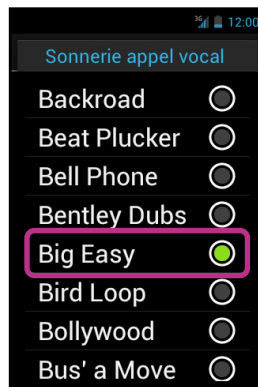 3G 12:00
Sonnerie appel vocal
Backroad
Beat Plucker
Bell Phone
Bentley Dubs
Big Easy
Bird Loop
Bollywood
Bus' a Move